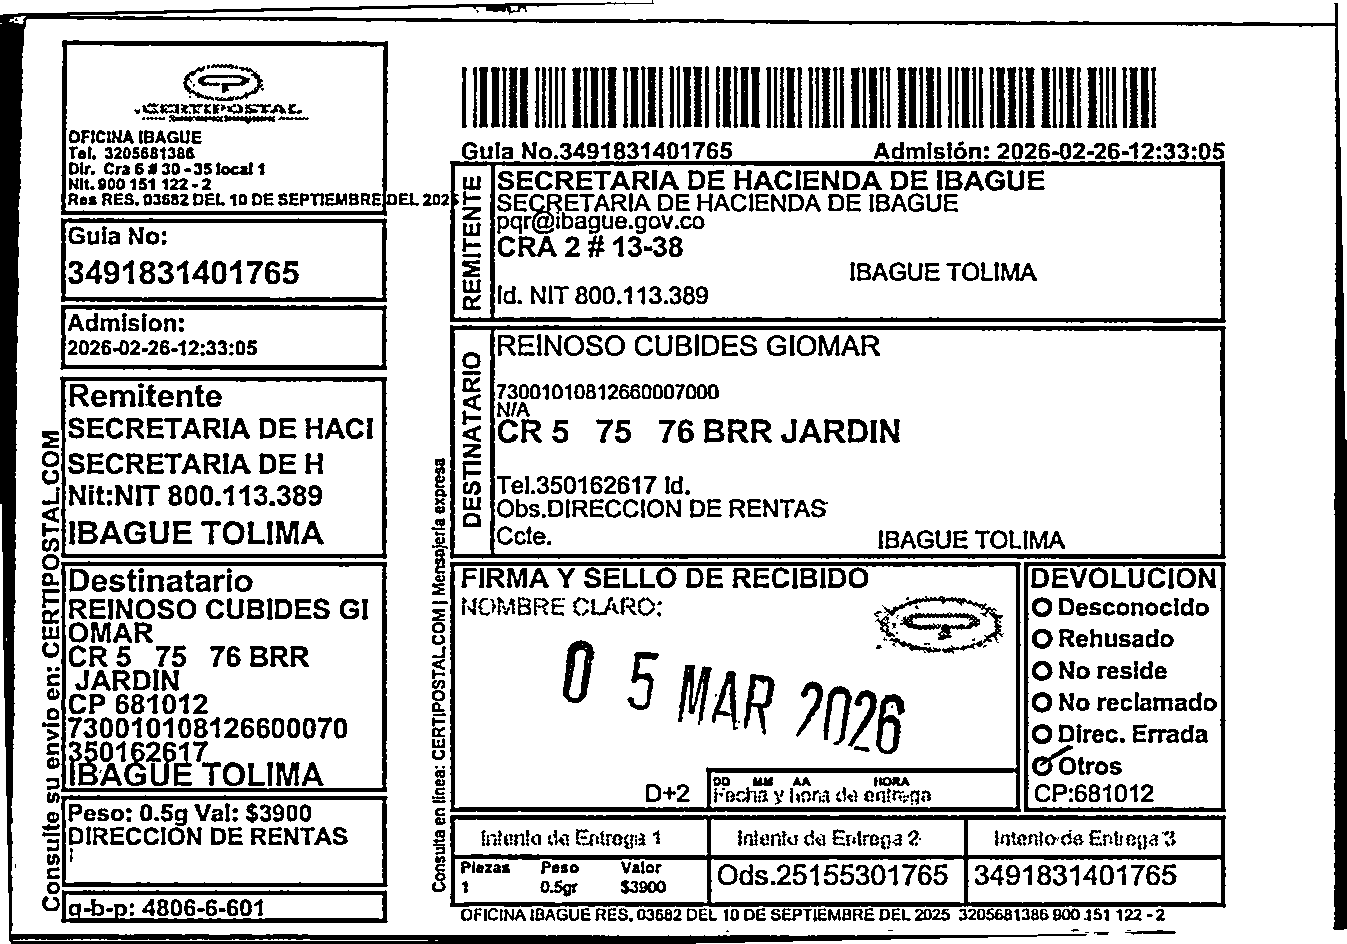 CERTIPOSTAL
OFICINA IBAGUE
Tel. 3205681386
Dir. Cra 6 # 30 - 35 local 1
Nit. 900 151 122 - 2
Res RES. 03682 DEL 10 DE SEPTIEMBRE DEL 2025
Guia No:
3491831401765
Admision:
2026-02-26-12:33:05
Remitente
SECRETARIA DE HACI
SECRETARIA DE H
Nit:NIT 800.113.389
IBAGUE TOLIMA
Destinatario
REINOSO CUBIDES GI
OMAR
CR 5 75 76 BRR
JARDIN
CP 681012
730010108126600070
350162617
IBAGUE TOLIMA
Peso: 0.5g Val: $3900
DIRECCION DE RENTAS
q-b-p: 4806-6-601
Consulte su envio en: CERTIPOSTAL.COM
Consulta en linea: CERTIPOSTAL.COM | Mensajeria expresa
Guia No.3491831401765 Admisión: 2026-02-26-12:33:05
REMITENTE
SECRETARIA DE HACIENDA DE IBAGUE
SECRETARIA DE HACIENDA DE IBAGUE
pqr@ibague.gov.co
CRA 2 # 13-38
IBAGUE TOLIMA
Id. NIT 800.113.389
DESTINATARIO
REINOSO CUBIDES GIOMAR
73001010812660007000
N/A
CR 5 75 76 BRR JARDIN
Tel.350162617 Id.
Obs.DIRECCION DE RENTAS
Ccte. IBAGUE TOLIMA
FIRMA Y SELLO DE RECIBIDO
NOMBRE CLARO:
0 5 MAR 2026
D+2
DD MM AA HORA
Fecha y hora de entrega
DEVOLUCION
Desconocido
Rehusado
No reside
No reclamado
Direc. Errada
Otros
CP:681012
Intento de Entrega 1 Intento de Entrega 2 Intento de Entrega 3
Piezas Peso Valor
1 0.5gr $3900
Ods.25155301765 3491831401765
OFICINA IBAGUE RES. 03682 DEL 10 DE SEPTIEMBRE DEL 2025 3205681386 900 151 122 - 2